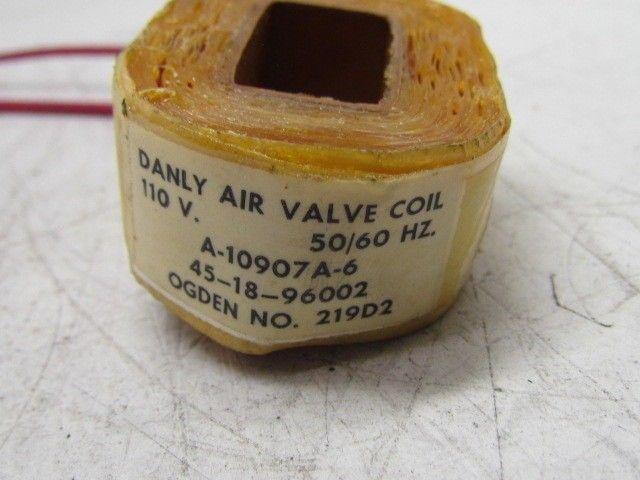 DANLY AIR VALVE COIL
110 V. 50/60 HZ.
A-10907A-6
45-18-96002
OGDEN NO. 219D2